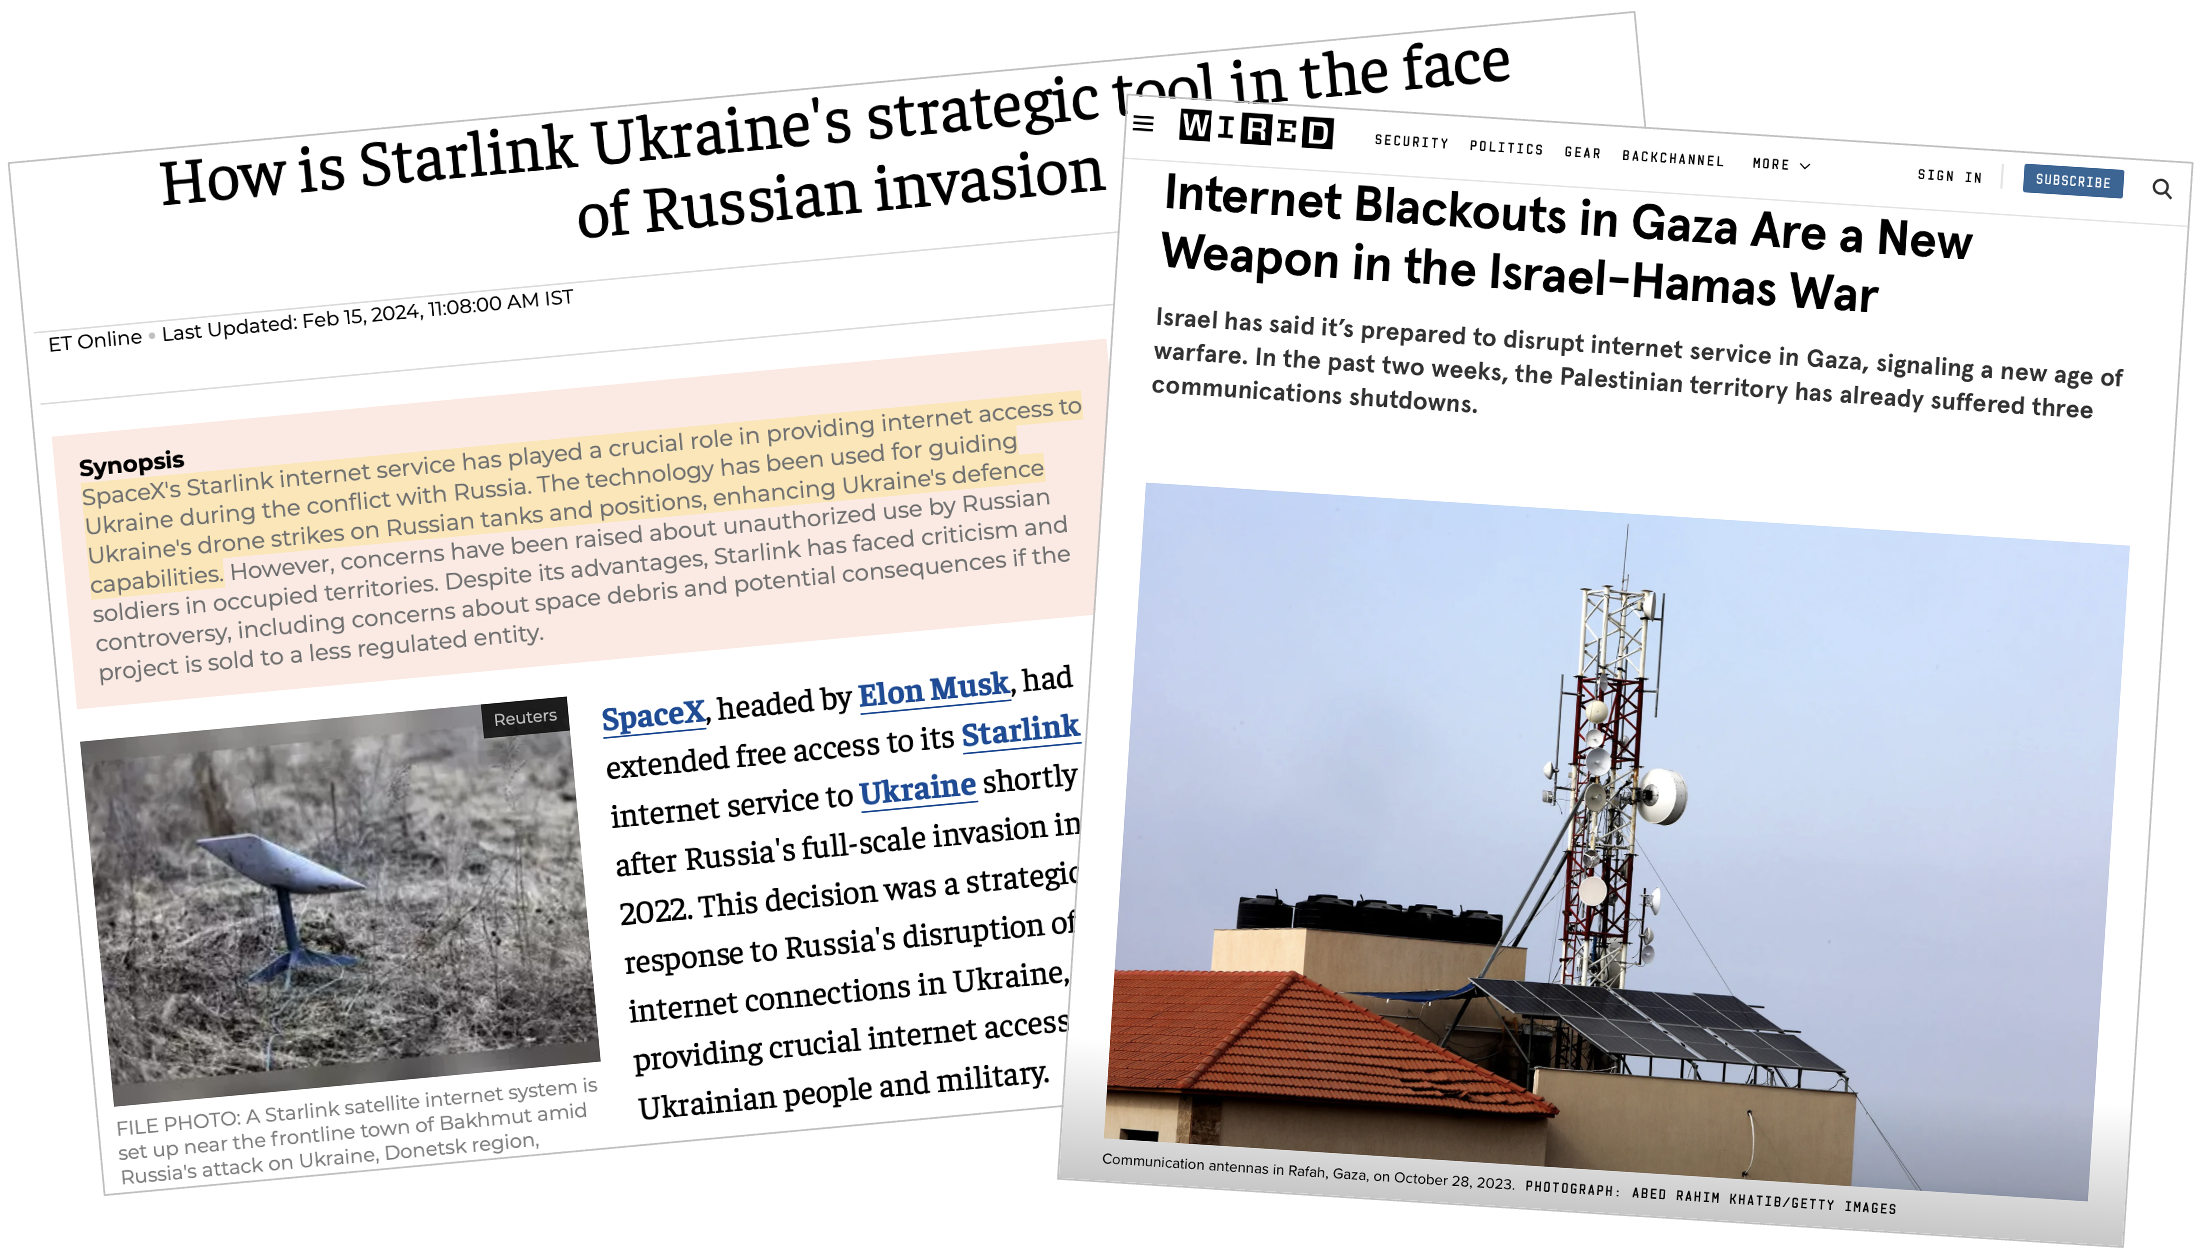 How is Starlink Ukraine's strategic tool in the face
of Russian invasion
ET Online • Last Updated: Feb 15, 2024, 11:08:00 AM IST
Synopsis
SpaceX's Starlink internet service has played a crucial role in providing internet access to
Ukraine during the conflict with Russia. The technology has been used for guiding
Ukraine's drone strikes on Russian tanks and positions, enhancing Ukraine's defence
capabilities. However, concerns have been raised about unauthorized use by Russian
soldiers in occupied territories. Despite its advantages, Starlink has faced criticism and
controversy, including concerns about space debris and potential consequences if the
project is sold to a less regulated entity.
Reuters
FILE PHOTO: A Starlink satellite internet system is
set up near the frontline town of Bakhmut amid
Russia's attack on Ukraine, Donetsk region,
SpaceX, headed by Elon Musk, had
extended free access to its Starlink
internet service to Ukraine shortly
after Russia's full-scale invasion in
2022. This decision was a strategic
response to Russia's disruption of
internet connections in Ukraine,
providing crucial internet access
Ukrainian people and military.
WIRED
SECURITY POLITICS GEAR BACKCHANNEL MORE
SIGN IN
SUBSCRIBE
Internet Blackouts in Gaza Are a New
Weapon in the Israel–Hamas War
Israel has said it's prepared to disrupt internet service in Gaza, signaling a new age of
warfare. In the past two weeks, the Palestinian territory has already suffered three
communications shutdowns.
Communication antennas in Rafah, Gaza, on October 28, 2023. PHOTOGRAPH: ABED RAHIM KHATIB/GETTY IMAGES